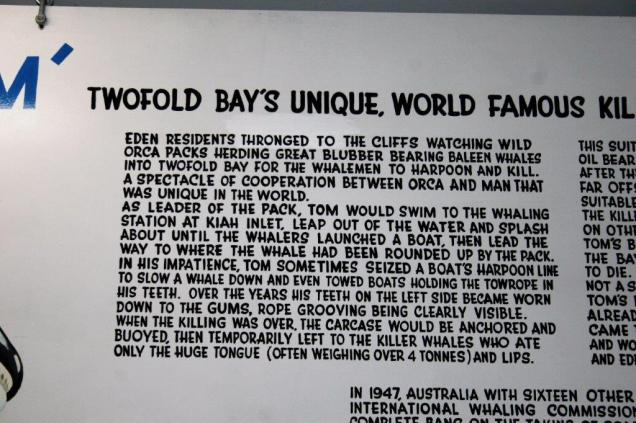 M'
TWOFOLD BAY'S UNIQUE, WORLD FAMOUS KIL
EDEN RESIDENTS THRONGED TO THE CLIFFS WATCHING WILD
ORCA PACKS HERDING GREAT BLUBBER BEARING BALEEN WHALES
INTO TWOFOLD BAY FOR THE WHALEMEN TO HARPOON AND KILL.
A SPECTACLE OF COOPERATION BETWEEN ORCA AND MAN THAT
WAS UNIQUE IN THE WORLD.
AS LEADER OF THE PACK, TOM WOULD SWIM TO THE WHALING
STATION AT KIAH INLET, LEAP OUT OF THE WATER AND SPLASH
ABOUT UNTIL THE WHALERS LAUNCHED A BOAT, THEN LEAD THE
WAY TO WHERE THE WHALE HAD BEEN ROUNDED UP BY THE PACK.
IN HIS IMPATIENCE, TOM SOMETIMES SEIZED A BOAT'S HARPOON LINE
TO SLOW A WHALE DOWN AND EVEN TOWED BOATS HOLDING THE TOWROPE IN
HIS TEETH. OVER THE YEARS HIS TEETH ON THE LEFT SIDE BECAME WORN
DOWN TO THE GUMS, ROPE GROOVING BEING CLEARLY VISIBLE.
WHEN THE KILLING WAS OVER, THE CARCASE WOULD BE ANCHORED AND
BUOYED, THEN TEMPORARILY LEFT TO THE KILLER WHALES WHO ATE
ONLY THE HUGE TONGUE (OFTEN WEIGHING OVER 4 TONNES) AND LIPS.
THIS SUIT
OIL BEAR
AFTER TH
FAR OFF
SUITABLE
THE KILL
ON OTH
TOM'S B
THE BA
TO DIE.
NOT A S
TOM'S
ALREAD
CAME
AND WO
AND ED
IN 1947, AUSTRALIA WITH SIXTEEN OTHER
INTERNATIONAL WHALING COMMISSIO
COMPLETE BANS ON THE TAKING OF